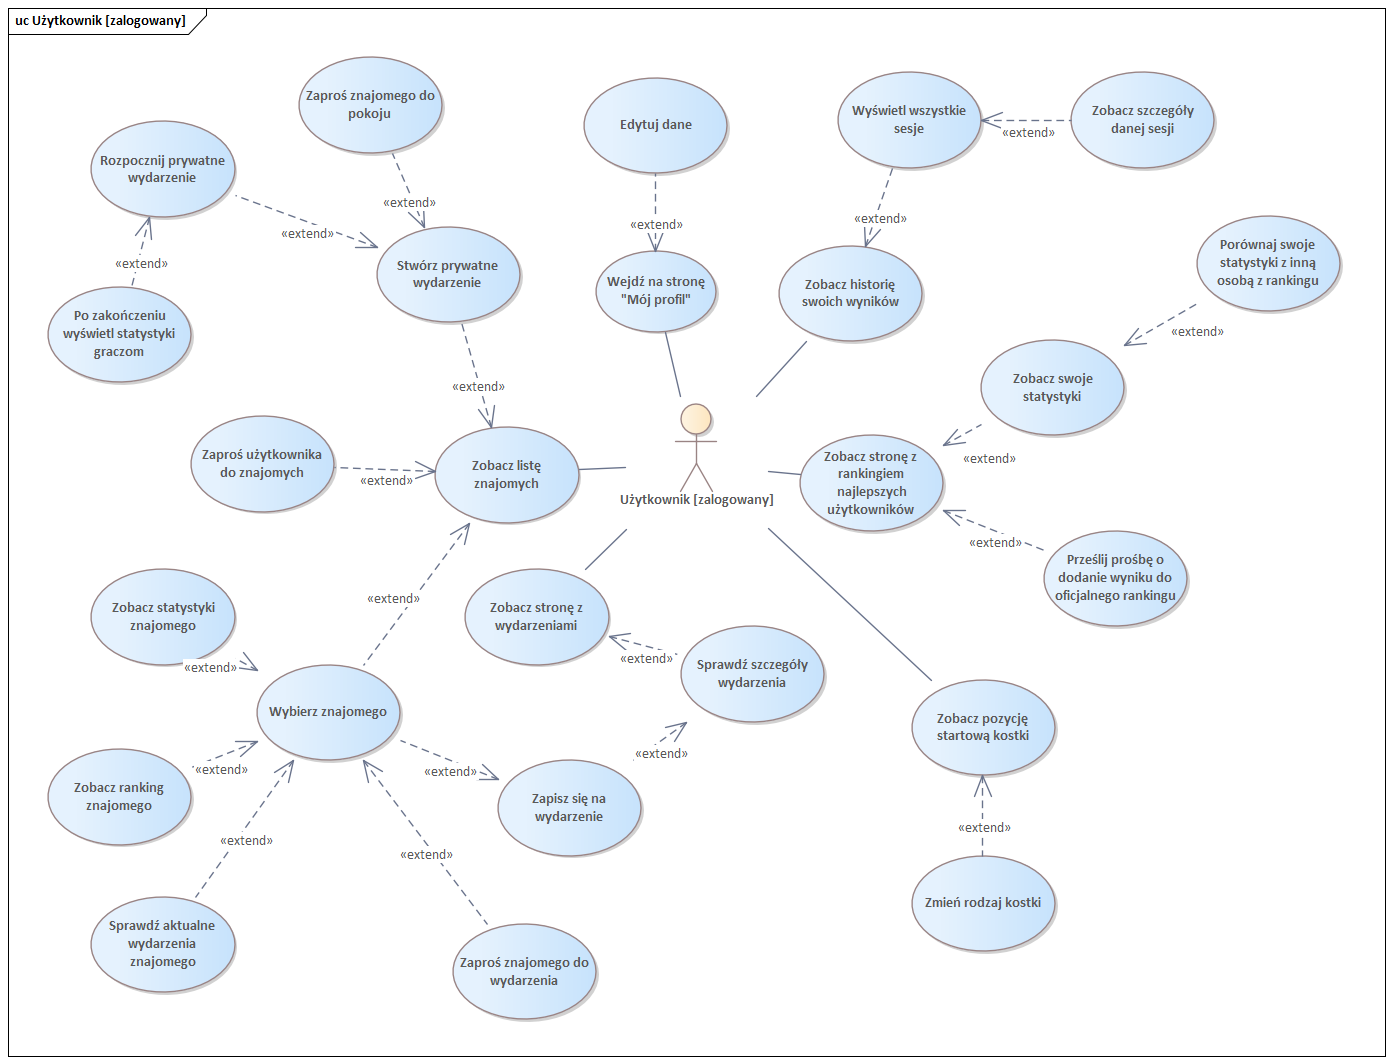 uc Użytkownik [zalogowany]
Zaproś znajomego do
pokoju
Edytuj dane
Wyświetl wszystkie
sesje
«extend»
Zobacz szczegóły
danej sesji
Rozpocznij prywatne
wydarzenie
«extend»
«extend»
«extend»
«extend»
«extend»
Stwórz prywatne
wydarzenie
Wejdź na stronę
"Mój profil"
Zobacz historię
swoich wyników
Porównaj swoje
statystyki z inną
osobą z rankingu
«extend»
Po zakończeniu
wyświetl statystyki
graczom
«extend»
Zobacz swoje
statystyki
Zaproś użytkownika
do znajomych
«extend»
Zobacz listę
znajomych
Użytkownik [zalogowany]
Zobacz stronę z
rankingiem
najlepszych
użytkowników
«extend»
«extend»
Prześlij prośbę o
dodanie wyniku do
oficjalnego rankingu
«extend»
Zobacz statystyki
znajomego
«extend»
Zobacz stronę z
wydarzeniami
«extend»
Sprawdź szczegóły
wydarzenia
Wybierz znajomego
Zobacz pozycję
startową kostki
«extend»
«extend»
«extend»
Zobacz ranking
znajomego
Zapisz się na
wydarzenie
«extend»
«extend»
«extend»
Zmień rodzaj kostki
Sprawdź aktualne
wydarzenia
znajomego
Zaproś znajomego do
wydarzenia